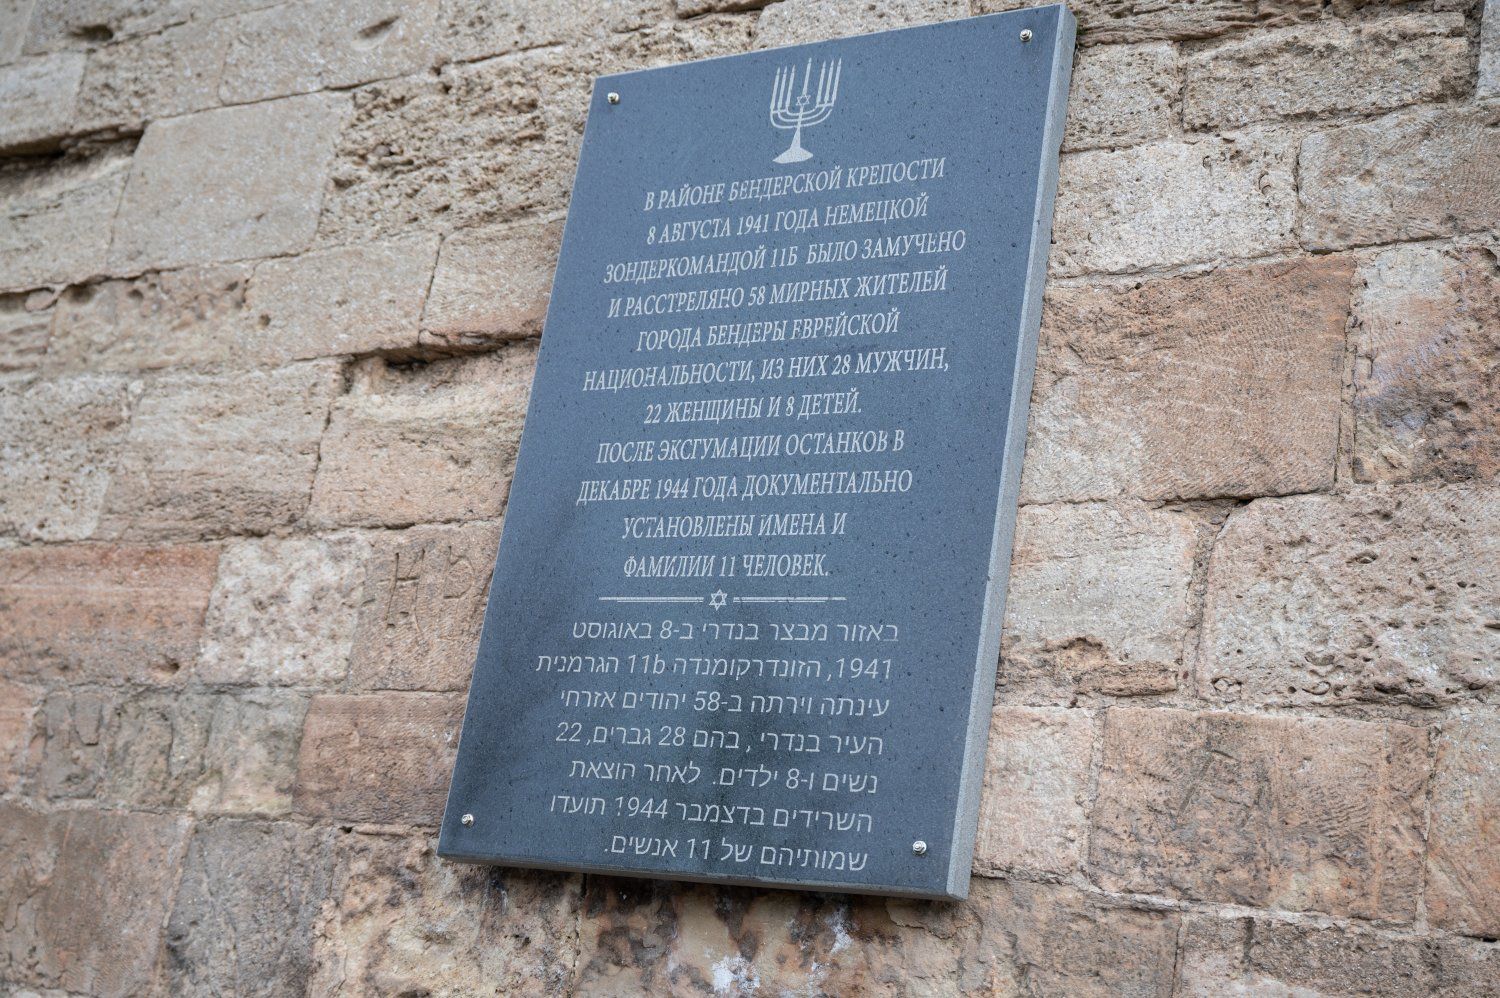 В РАЙОНЕ БЕНДЕРСКОЙ КРЕПОСТИ
8 АВГУСТА 1941 ГОДА НЕМЕЦКОЙ
ЗОНДЕРКОМАНДОЙ 11Б БЫЛО ЗАМУЧЕНО
И РАССТРЕЛЯНО 58 МИРНЫХ ЖИТЕЛЕЙ
ГОРОДА БЕНДЕРЫ ЕВРЕЙСКОЙ
НАЦИОНАЛЬНОСТИ, ИЗ НИХ 28 МУЖЧИН,
22 ЖЕНЩИНЫ И 8 ДЕТЕЙ.
ПОСЛЕ ЭКСГУМАЦИИ ОСТАНКОВ В
ДЕКАБРЕ 1944 ГОДА ДОКУМЕНТАЛЬНО
УСТАНОВЛЕНЫ ИМЕНА И
ФАМИЛИИ 11 ЧЕЛОВЕК.
באזור מבצר בנדרי ב-8 באוגוסט
1941, הזונדרקומנדה 11b הגרמנית
עינתה וירתה ב-58 יהודים אזרחי
העיר בנדרי, בהם 28 גברים, 22
נשים ו-8 ילדים. לאחר הוצאת
השרידים בדצמבר 1944 תועדו
שמותיהם של 11 אנשים.